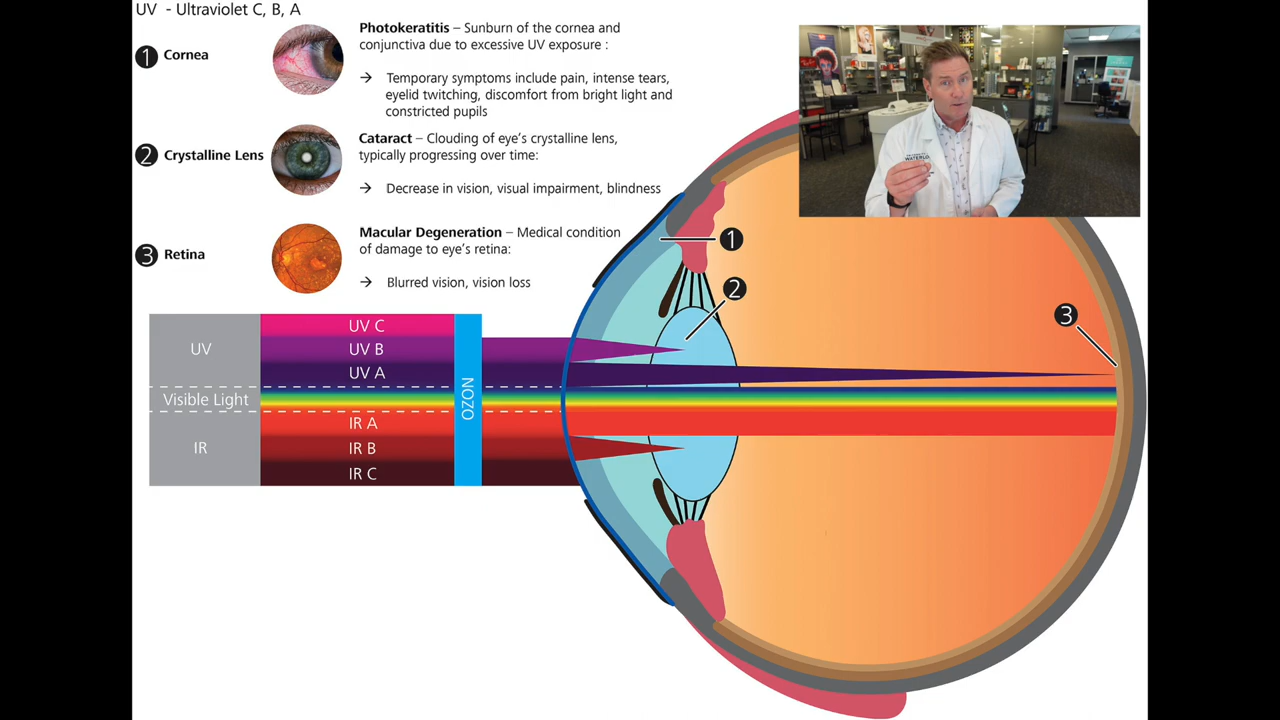 UV - Ultraviolet C, B, A
1 Cornea
Photokeratitis – Sunburn of the cornea and
conjunctiva due to excessive UV exposure :
→ Temporary symptoms include pain, intense tears,
eyelid twitching, discomfort from bright light and
constricted pupils
2 Crystalline Lens
Cataract – Clouding of eye's crystalline lens,
typically progressing over time:
→ Decrease in vision, visual impairment, blindness
3 Retina
Macular Degeneration – Medical condition
of damage to eye's retina:
→ Blurred vision, vision loss
1
2
3
UV
Visible Light
IR
UV C
UV B
UV A
IR A
IR B
IR C
OZON
WATERLO